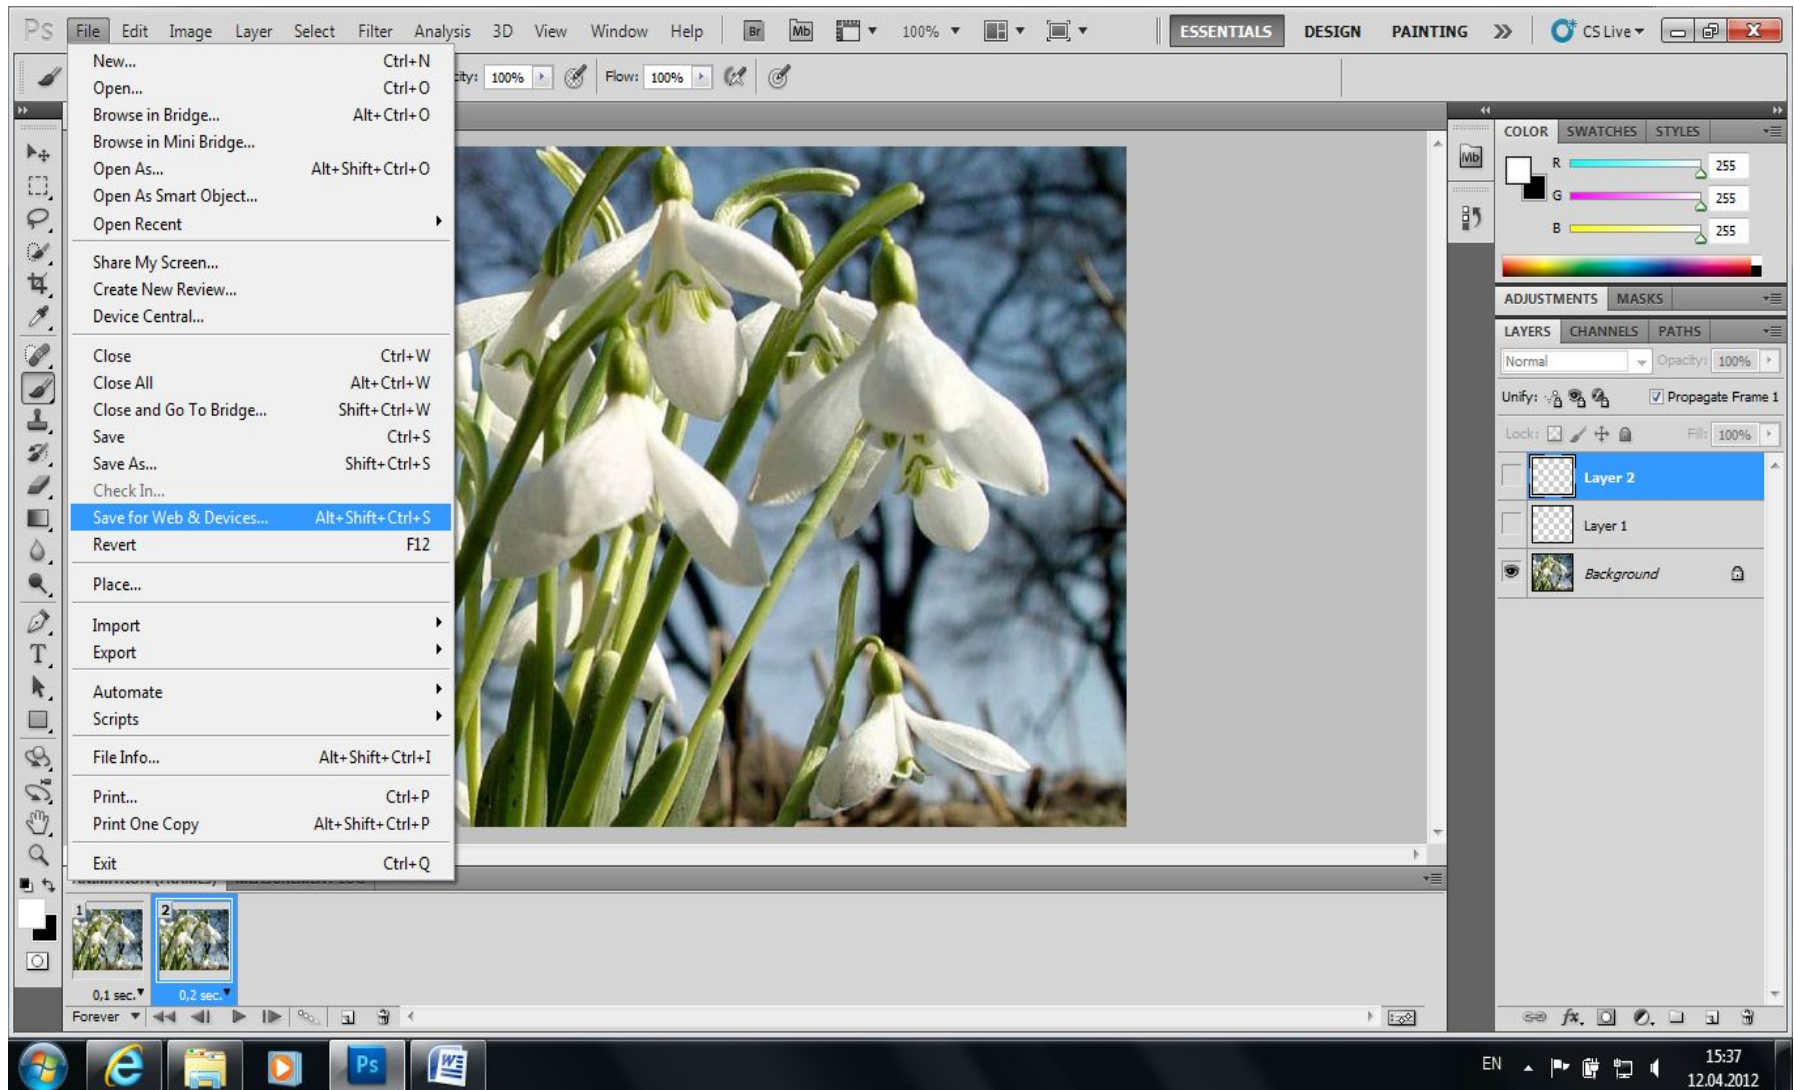 Ps File Edit Image Layer Select Filter Analysis 3D View Window Help Br Mb 100% ESSENTIALS DESIGN PAINTING CS Live
100% Flow: 100%
New... Ctrl+N
Open... Ctrl+O
Browse in Bridge... Alt+Ctrl+O
Browse in Mini Bridge...
Open As... Alt+Shift+Ctrl+O
Open As Smart Object...
Open Recent
Share My Screen...
Create New Review...
Device Central...
Close Ctrl+W
Close All Alt+Ctrl+W
Close and Go To Bridge... Shift+Ctrl+W
Save Ctrl+S
Save As... Shift+Ctrl+S
Check In...
Save for Web & Devices... Alt+Shift+Ctrl+S
Revert F12
Place...
Import
Export
Automate
Scripts
File Info... Alt+Shift+Ctrl+I
Print... Ctrl+P
Print One Copy Alt+Shift+Ctrl+P
Exit Ctrl+Q
Mb
COLOR SWATCHES STYLES
R 255
G 255
B 255
ADJUSTMENTS MASKS
LAYERS CHANNELS PATHS
Normal Opacity: 100%
Unify: Propagate Frame 1
Lock: Fill: 100%
Layer 2
Layer 1
Background
1 2
0,1 sec. 0,2 sec.
Forever
Ps W EN 15:37
12.04.2012